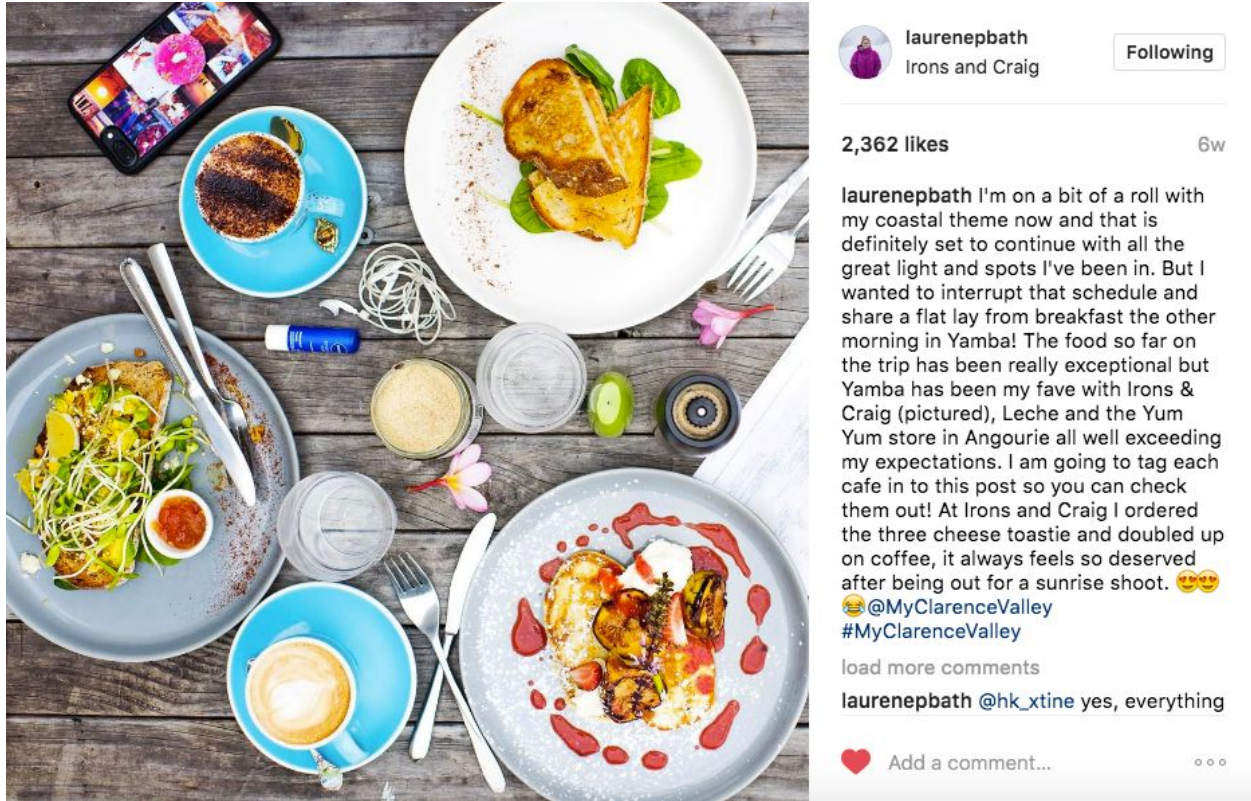 laurenepbath
Irons and Craig
Following
2,362 likes
6w
laurenepbath I'm on a bit of a roll with
my coastal theme now and that is
definitely set to continue with all the
great light and spots I've been in. But I
wanted to interrupt that schedule and
share a flat lay from breakfast the other
morning in Yamba! The food so far on
the trip has been really exceptional but
Yamba has been my fave with Irons &
Craig (pictured), Leche and the Yum
Yum store in Angourie all well exceeding
my expectations. I am going to tag each
cafe in to this post so you can check
them out! At Irons and Craig I ordered
the three cheese toastie and doubled up
on coffee, it always feels so deserved
after being out for a sunrise shoot. 😍😍
😂@MyClarenceValley
#MyClarenceValley
load more comments
laurenepbath @hk_xtine yes, everything
Add a comment...